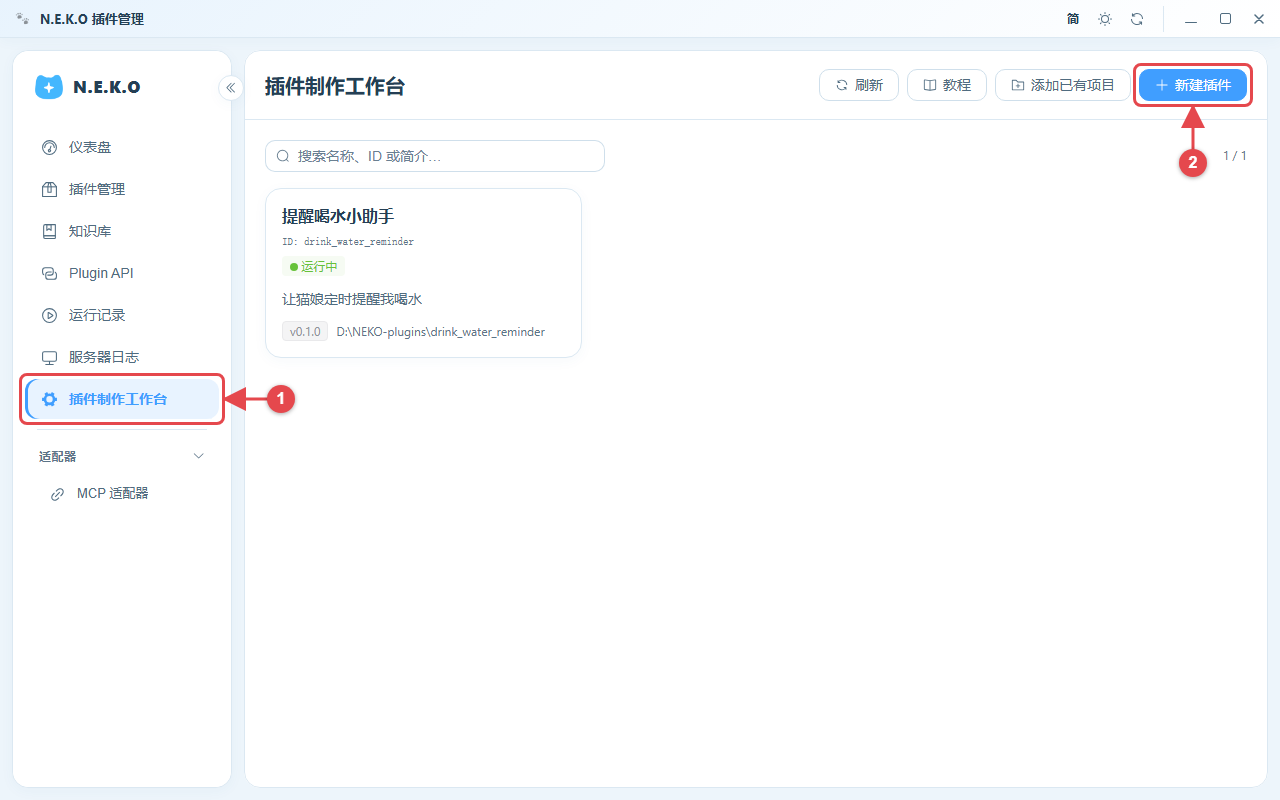 N.E.K.O 插件管理
简
N.E.K.O
插件制作工作台
刷新
教程
添加已有项目
新建插件
仪表盘
插件管理
知识库
Plugin API
运行记录
服务器日志
插件制作工作台
1
适配器
MCP 适配器
搜索名称、ID 或简介...
2
1 / 1
提醒喝水小助手
ID: drink_water_reminder
运行中
让猫娘定时提醒我喝水
v0.1.0 D:\NEKO-plugins\drink_water_reminder